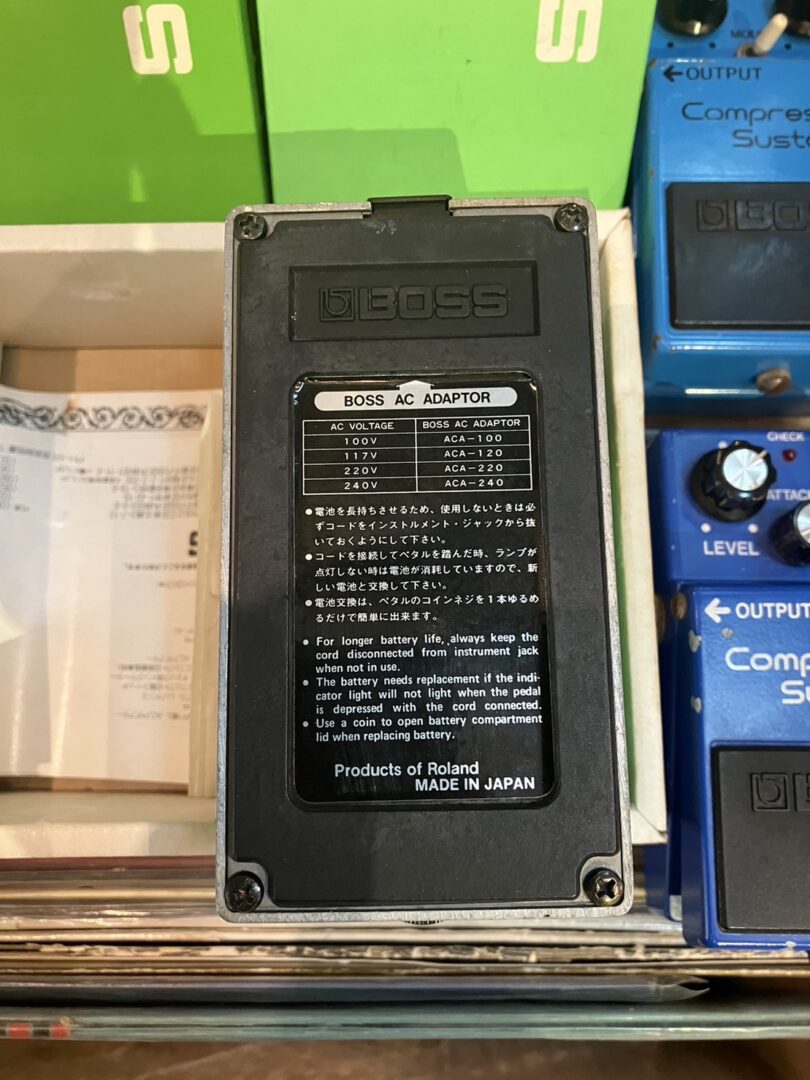 S
S
←OUTPUT
BOSS
BOSS AC ADAPTOR
AC VOLTAGE BOSS AC ADAPTOR
100V ACA-100
117V ACA-120
220V ACA-220
240V ACA-240
●電池を長持ちさせるため、使用しないときは必
ずコードをインストルメント・ジャックから抜
いておくようにして下さい。
●コードを接続してペタルを踏んだ時、ランプが
点灯しない時は電池が消耗していますので、新
しい電池と交換して下さい。
●電池交換は、ペタルのコインネジを1本ゆるめ
るだけで簡単に出来ます。
• For longer battery life, always keep the
cord disconnected from instrument jack
when not in use.
• The battery needs replacement if the indi-
cator light will not light when the pedal
is depressed with the cord connected.
• Use a coin to open battery compartment
lid when replacing battery.
Products of Roland
MADE IN JAPAN
CHECK
ATTACK
LEVEL
←OUTPUT